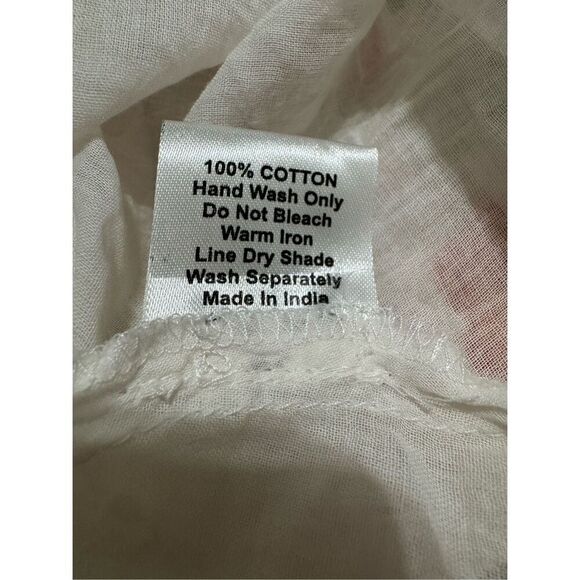 100% COTTON
Hand Wash Only
Do Not Bleach
Warm Iron
Line Dry Shade
Wash Separately
Made In India